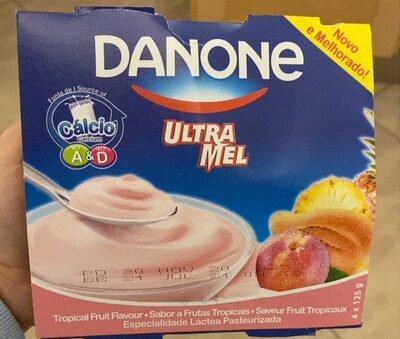 DANONE
Novo
e Melhorado!
Fonte de I Source of
Cálcio
Calcium
A & D
ULTRA
MEL
Tropical Fruit Flavour • Sabor a Frutas Tropicais • Saveur Fruit Tropicaux
Especialidade Láctea Pasteurizada
4 x 125 g